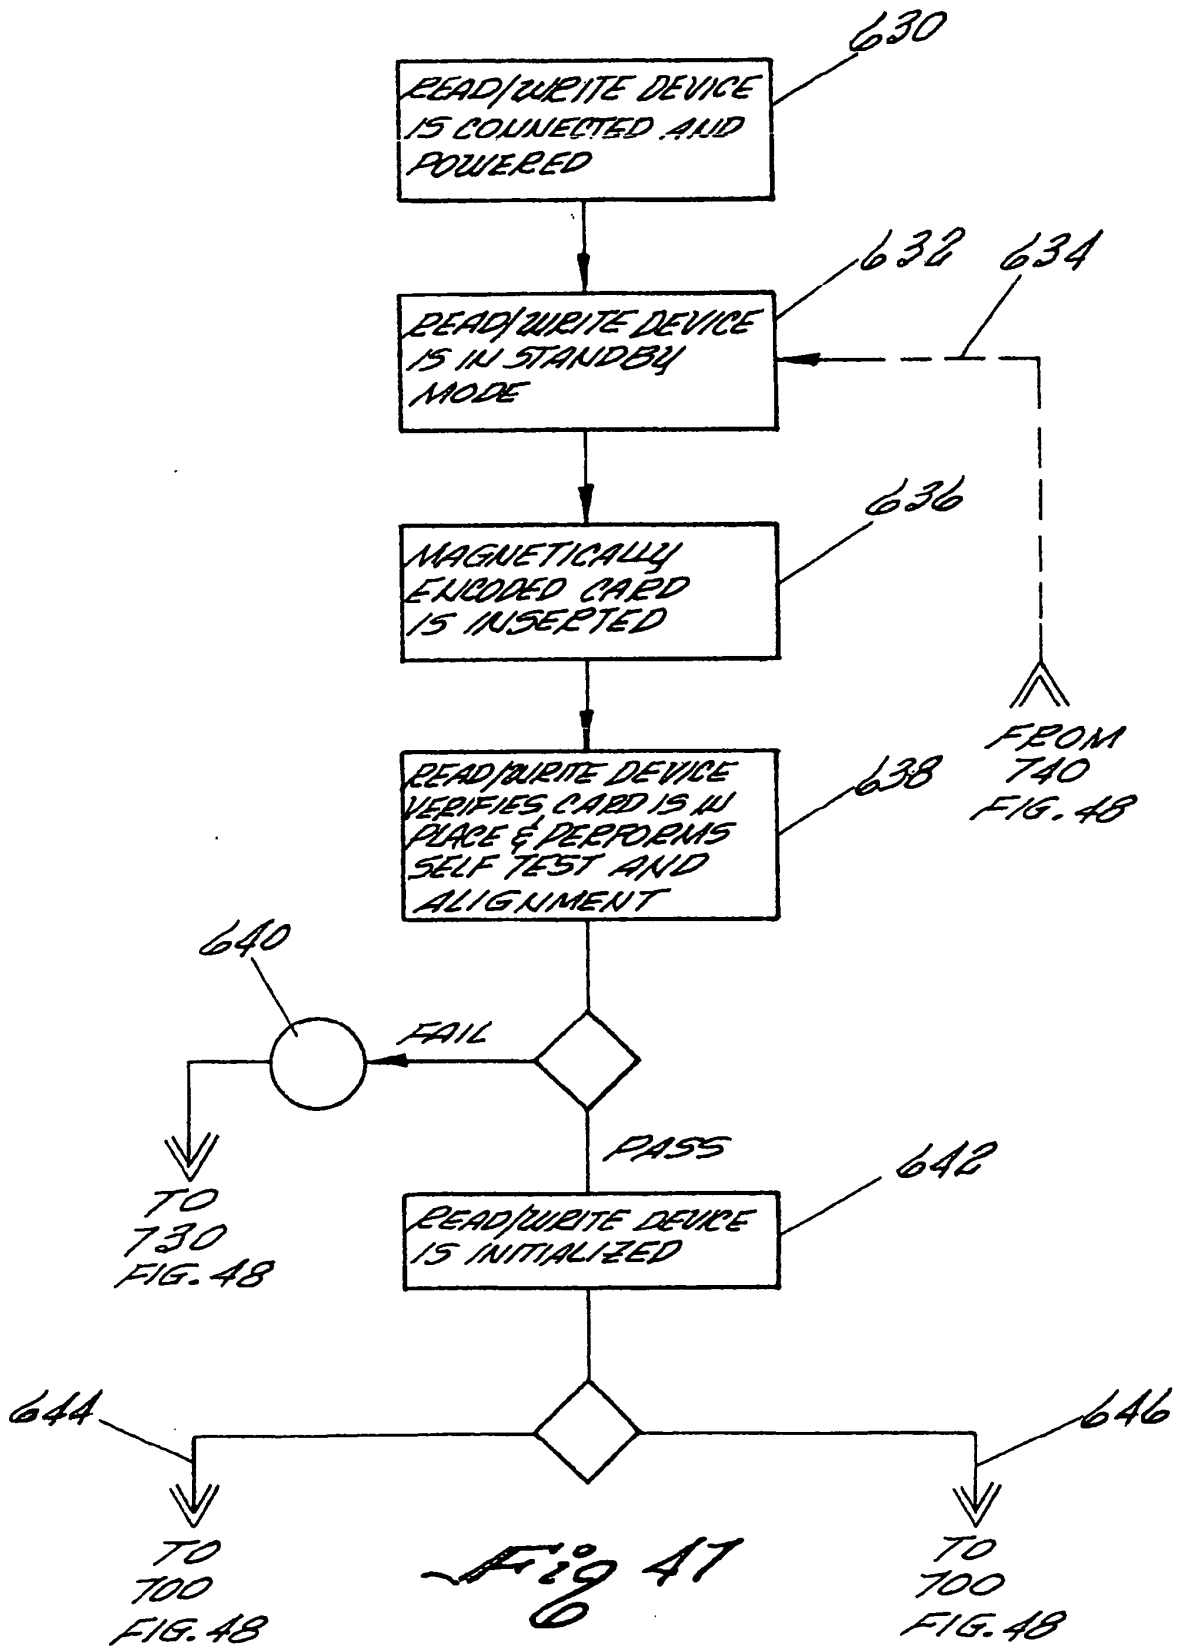 630
READ/WRITE DEVICE
IS CONNECTED AND
POWERED
632
634
READ/WRITE DEVICE
IS IN STANDBY
MODE
636
MAGNETICALLY
ENCODED CARD
IS INSERTED
FROM
740
FIG. 48
638
READ/WRITE DEVICE
VERIFIES CARD IS IN
PLACE & PERFORMS
SELF TEST AND
ALIGNMENT
640
FAIL
PASS
TO
730
FIG. 48
642
READ/WRITE DEVICE
IS INITIALIZED
644
646
TO
700
FIG. 48
TO
700
FIG. 48
Fig 47